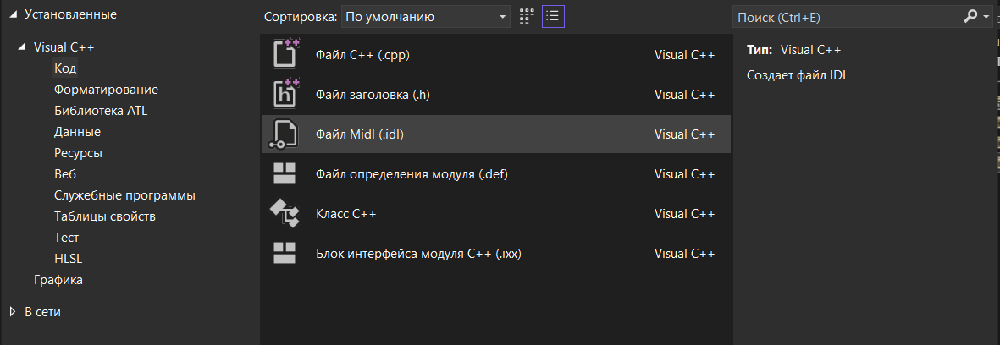 Установленные
Visual C++
Код
Форматирование
Библиотека ATL
Данные
Ресурсы
Веб
Служебные программы
Таблицы свойств
Тест
HLSL
Графика
В сети
Сортировка: По умолчанию
Файл C++ (.cpp) Visual C++
Файл заголовка (.h) Visual C++
Файл Midl (.idl) Visual C++
Файл определения модуля (.def) Visual C++
Класс C++ Visual C++
Блок интерфейса модуля C++ (.ixx) Visual C++
Поиск (Ctrl+E)
Тип: Visual C++
Создает файл IDL